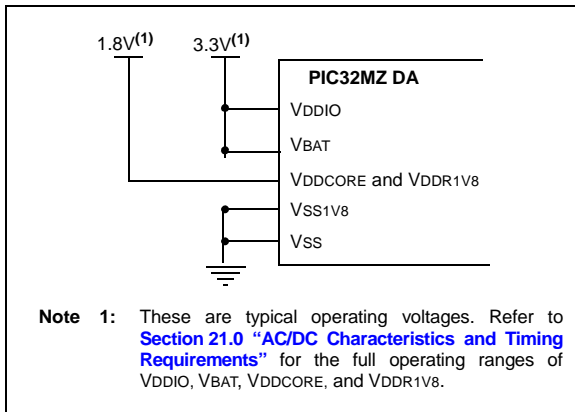 1.8V(1) 3.3V(1)
PIC32MZ DA
VDDIO
VBAT
VDDCORE and VDDR1V8
VSS1V8
VSS
Note 1: These are typical operating voltages. Refer to
Section 21.0 “AC/DC Characteristics and Timing
Requirements” for the full operating ranges of
VDDIO, VBAT, VDDCORE, and VDDR1V8.